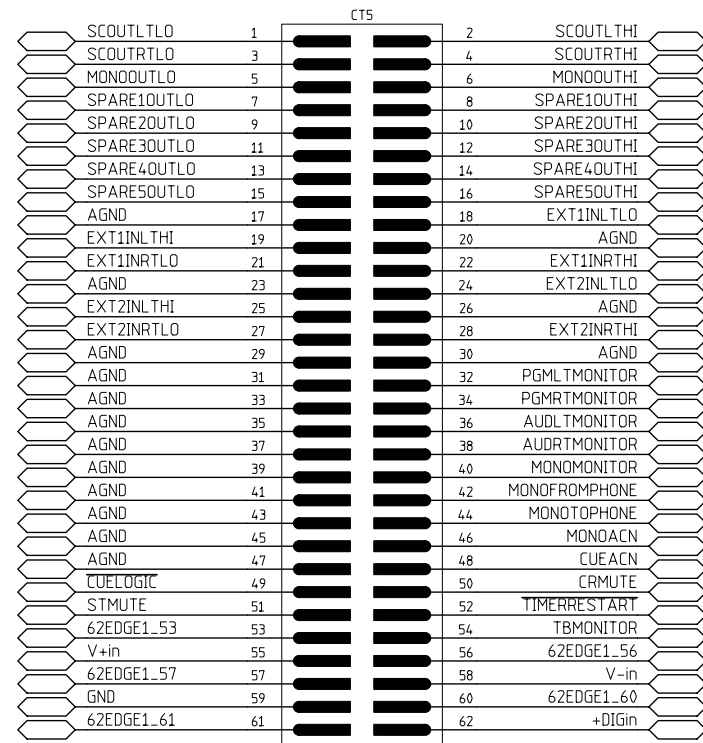 CT5
SCOUTLTLO 1 2 SCOUTLTHI
SCOUTRTLO 3 4 SCOUTRTHI
MONOOUTLO 5 6 MONOOUTHI
SPARE1OUTLO 7 8 SPARE1OUTHI
SPARE2OUTLO 9 10 SPARE2OUTHI
SPARE3OUTLO 11 12 SPARE3OUTHI
SPARE4OUTLO 13 14 SPARE4OUTHI
SPARE5OUTLO 15 16 SPARE5OUTHI
AGND 17 18 EXT1INLTLO
EXT1INLTHI 19 20 AGND
EXT1INRTLO 21 22 EXT1INRTHI
AGND 23 24 EXT2INLTLO
EXT2INLTHI 25 26 AGND
EXT2INRTLO 27 28 EXT2INRTHI
AGND 29 30 AGND
AGND 31 32 PGMLTMONITOR
AGND 33 34 PGMRTMONITOR
AGND 35 36 AUDLTMONITOR
AGND 37 38 AUDRTMONITOR
AGND 39 40 MONOMONITOR
AGND 41 42 MONOFROMPHONE
AGND 43 44 MONOTOPHONE
AGND 45 46 MONOACN
AGND 47 48 CUEACN
CUELOGIC 49 50 CRMUTE
STMUTE 51 52 TIMERRESTART
62EDGE1_53 53 54 TBMONITOR
V+in 55 56 62EDGE1_56
62EDGE1_57 57 58 V-in
GND 59 60 62EDGE1_60
62EDGE1_61 61 62 +DIGin